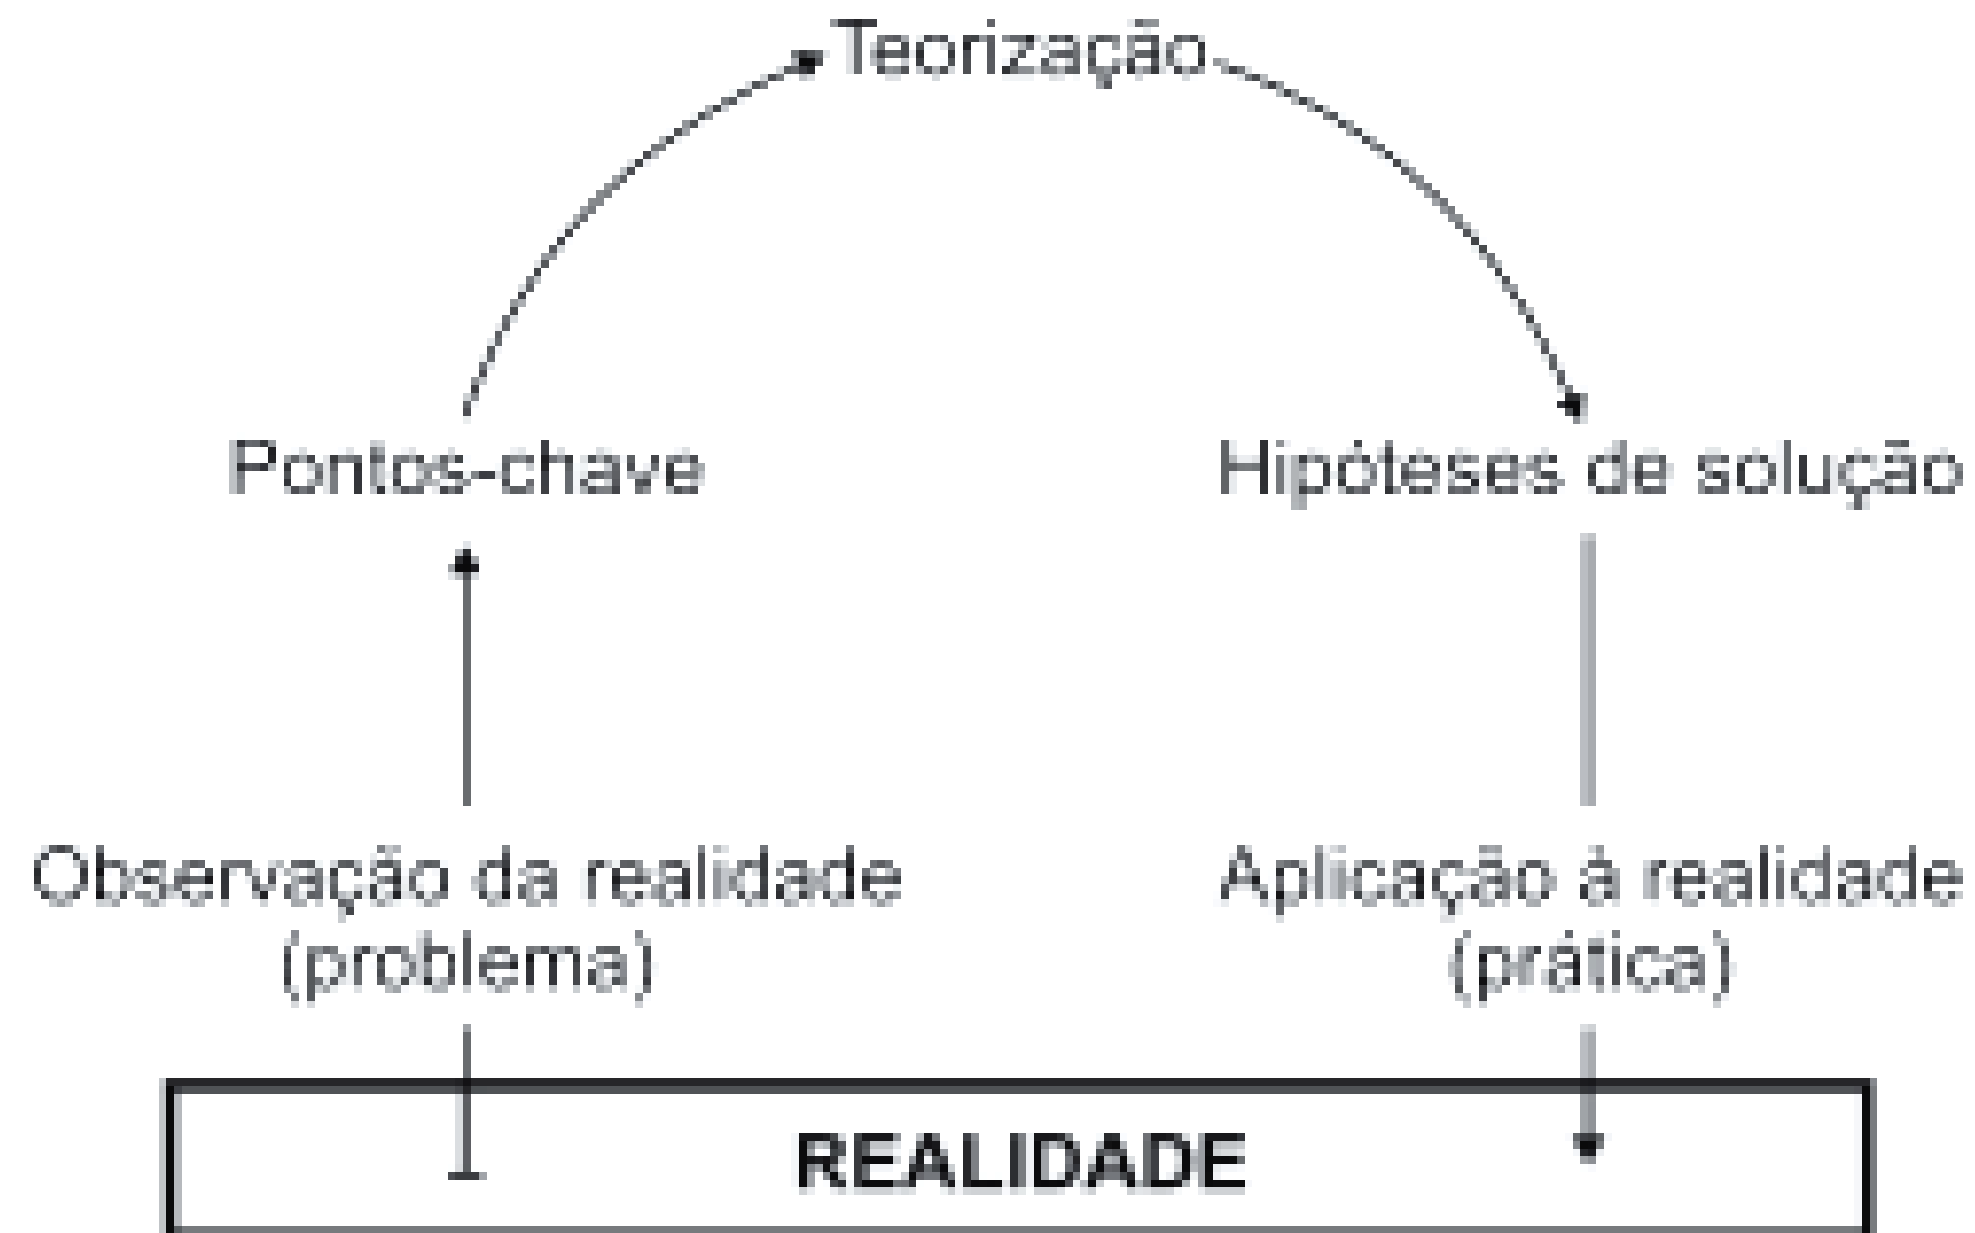 Teorização
Pontos-chave
Hipóteses de solução
Observação da realidade
(problema)
Aplicação à realidade
(prática)
REALIDADE